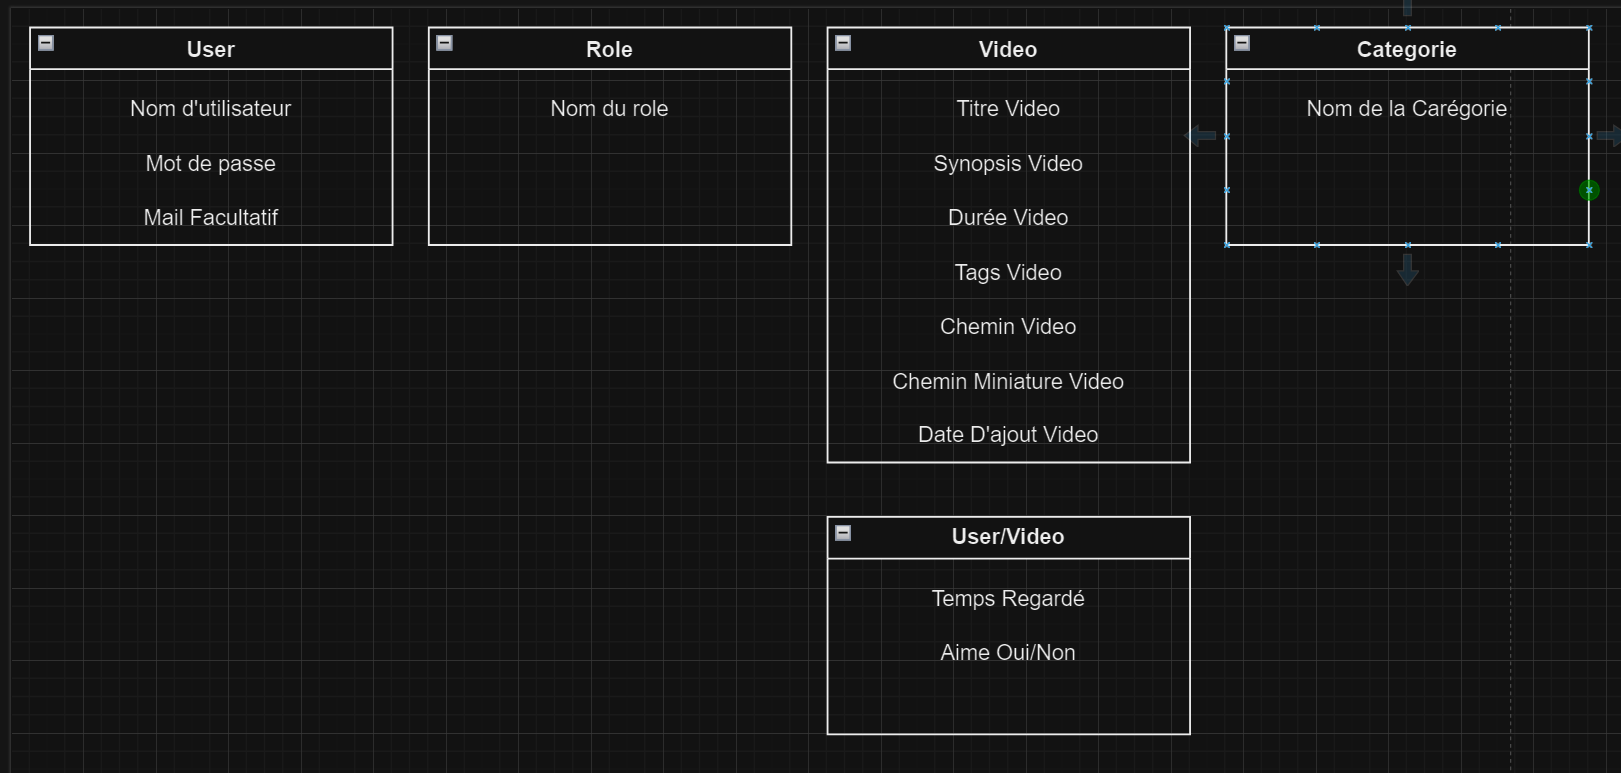 User
Nom d'utilisateur
Mot de passe
Mail Facultatif
Role
Nom du role
Video
Titre Video
Synopsis Video
Durée Video
Tags Video
Chemin Video
Chemin Miniature Video
Date D'ajout Video
Categorie
Nom de la Carégorie
User/Video
Temps Regardé
Aime Oui/Non